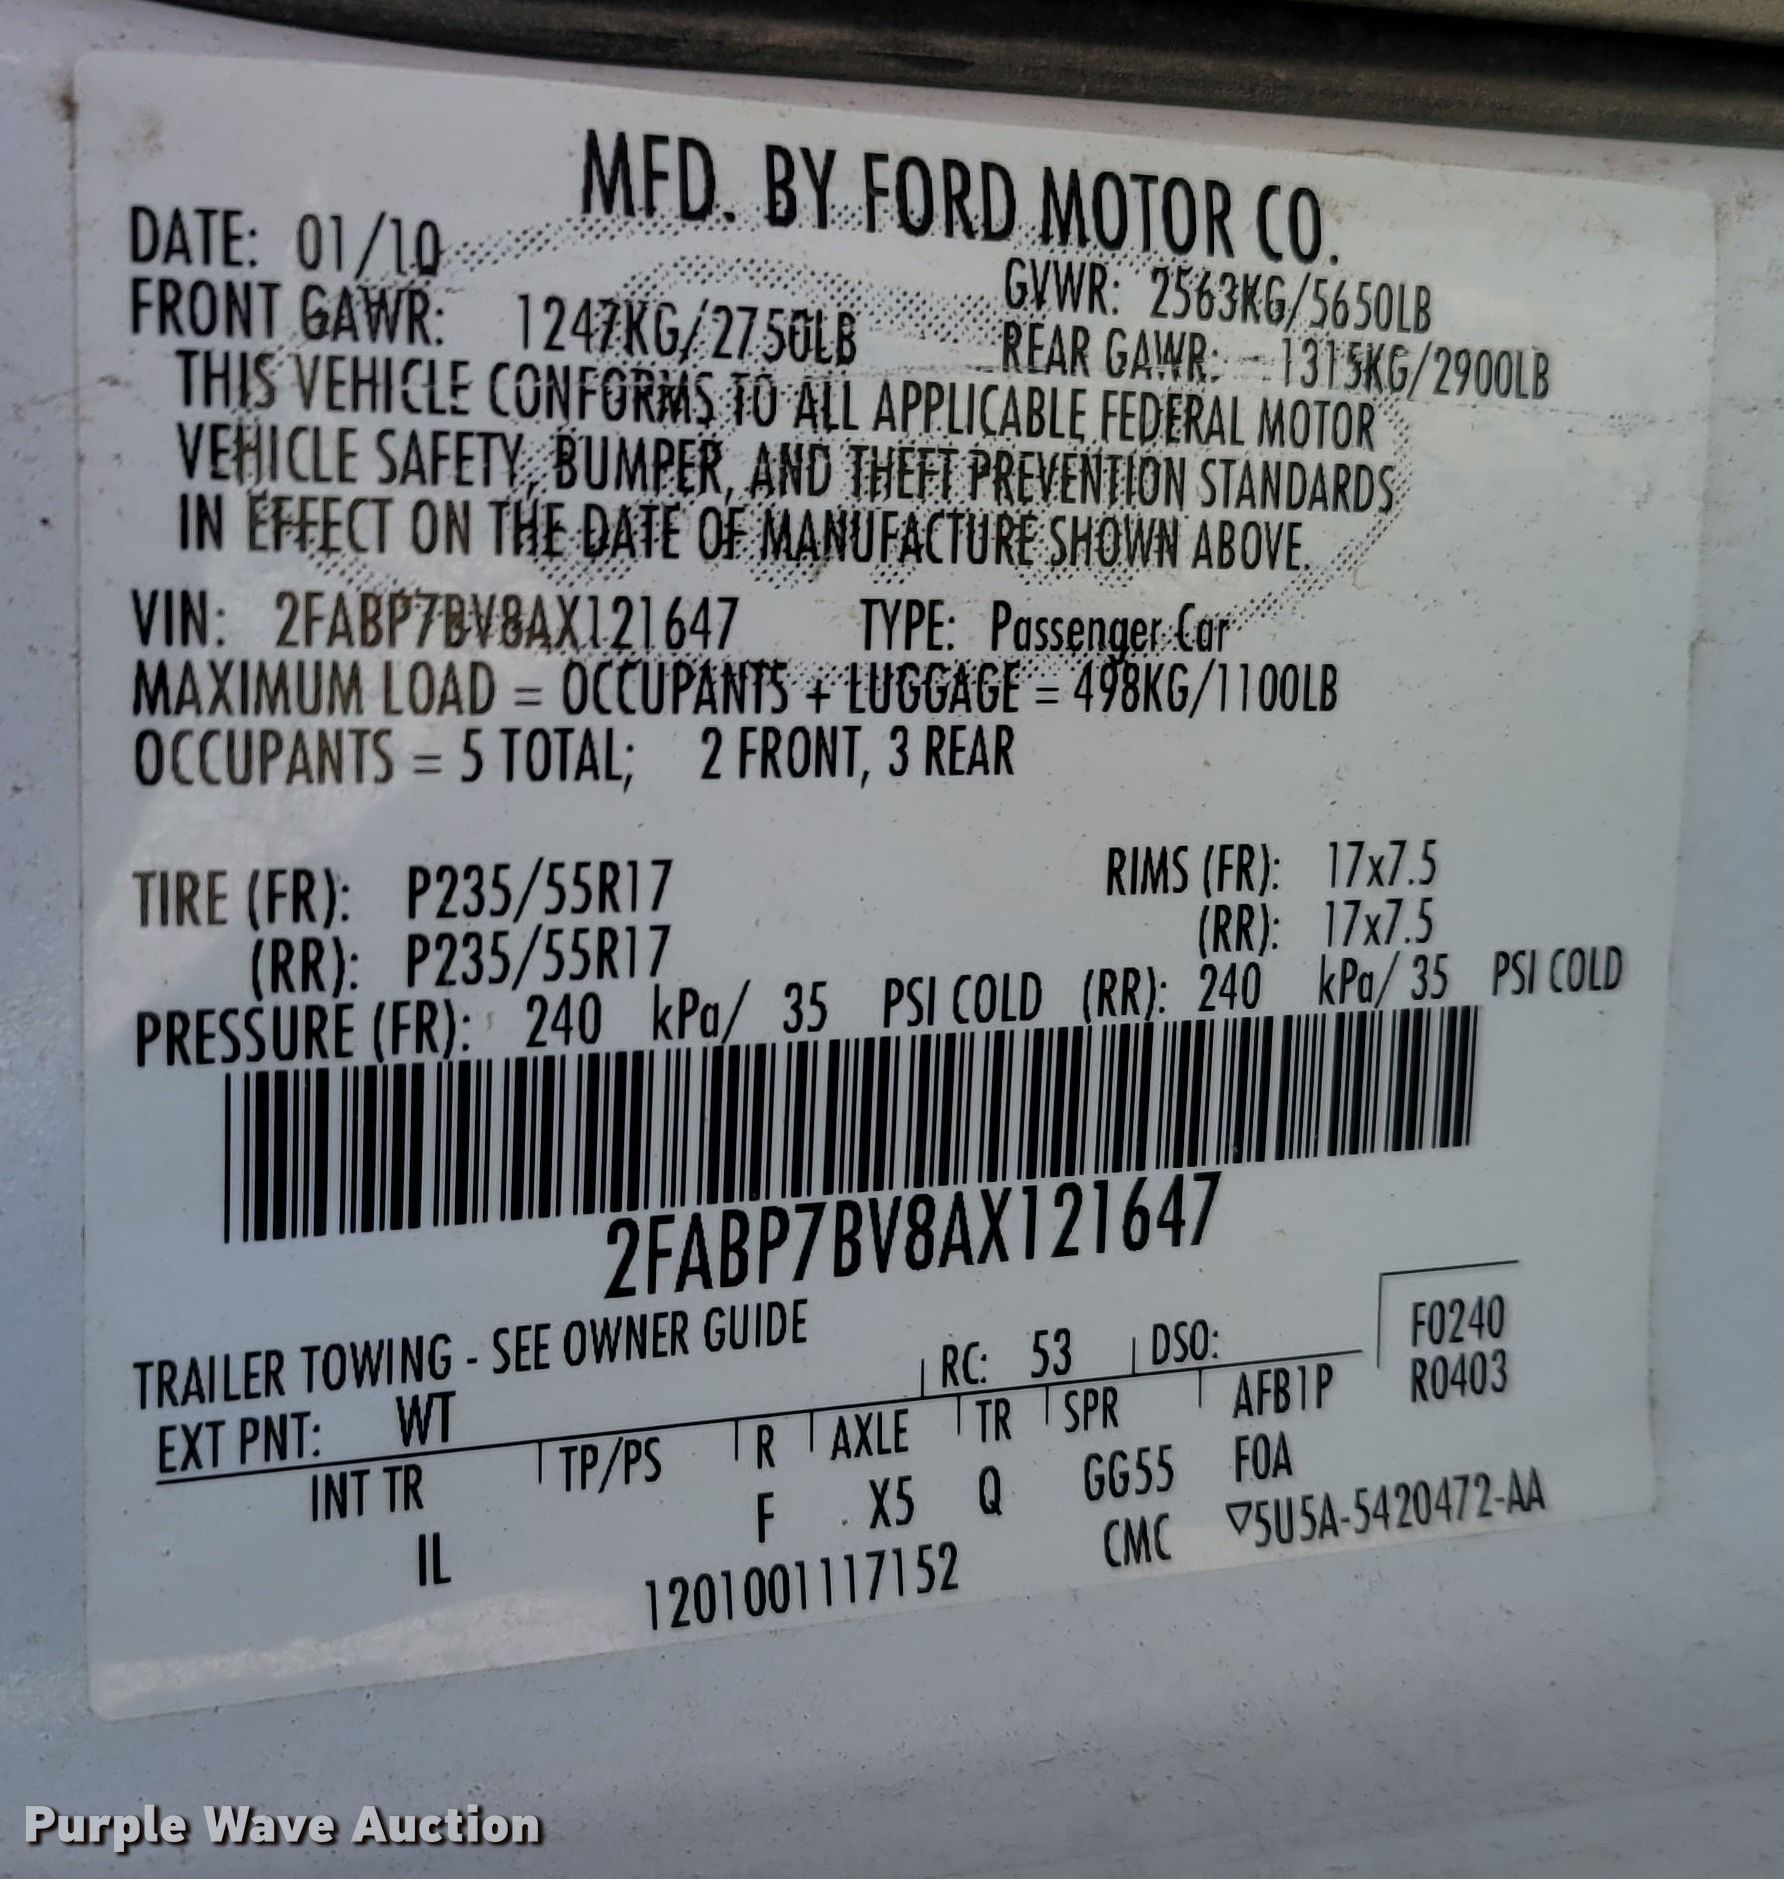 MFD. BY FORD MOTOR CO.
DATE: 01/10
GVWR: 2563KG/5650LB
FRONT GAWR: 1247KG/2750LB
REAR GAWR: 1315KG/2900LB
THIS VEHICLE CONFORMS TO ALL APPLICABLE FEDERAL MOTOR
VEHICLE SAFETY, BUMPER, AND THEFT PREVENTION STANDARDS
IN EFFECT ON THE DATE OF MANUFACTURE SHOWN ABOVE.
VIN: 2FABP7BV8AX121647 TYPE: Passenger Car
MAXIMUM LOAD = OCCUPANTS + LUGGAGE = 498KG/1100LB
OCCUPANTS = 5 TOTAL; 2 FRONT, 3 REAR
TIRE (FR): P235/55R17 RIMS (FR): 17x7.5
(RR): P235/55R17 (RR): 17x7.5
PRESSURE (FR): 240 kPa/ 35 PSI COLD (RR): 240 kPa/ 35 PSI COLD
2FABP7BV8AX121647
TRAILER TOWING - SEE OWNER GUIDE
EXT PNT: WT RC: 53 DSO: F0240
R0403
INT TR TP/PS R AXLE TR SPR AFB1P
IL F X5 Q GG55 FOA
1201001117152 CMC ▽5U5A-5420472-AA
Purple Wave Auction